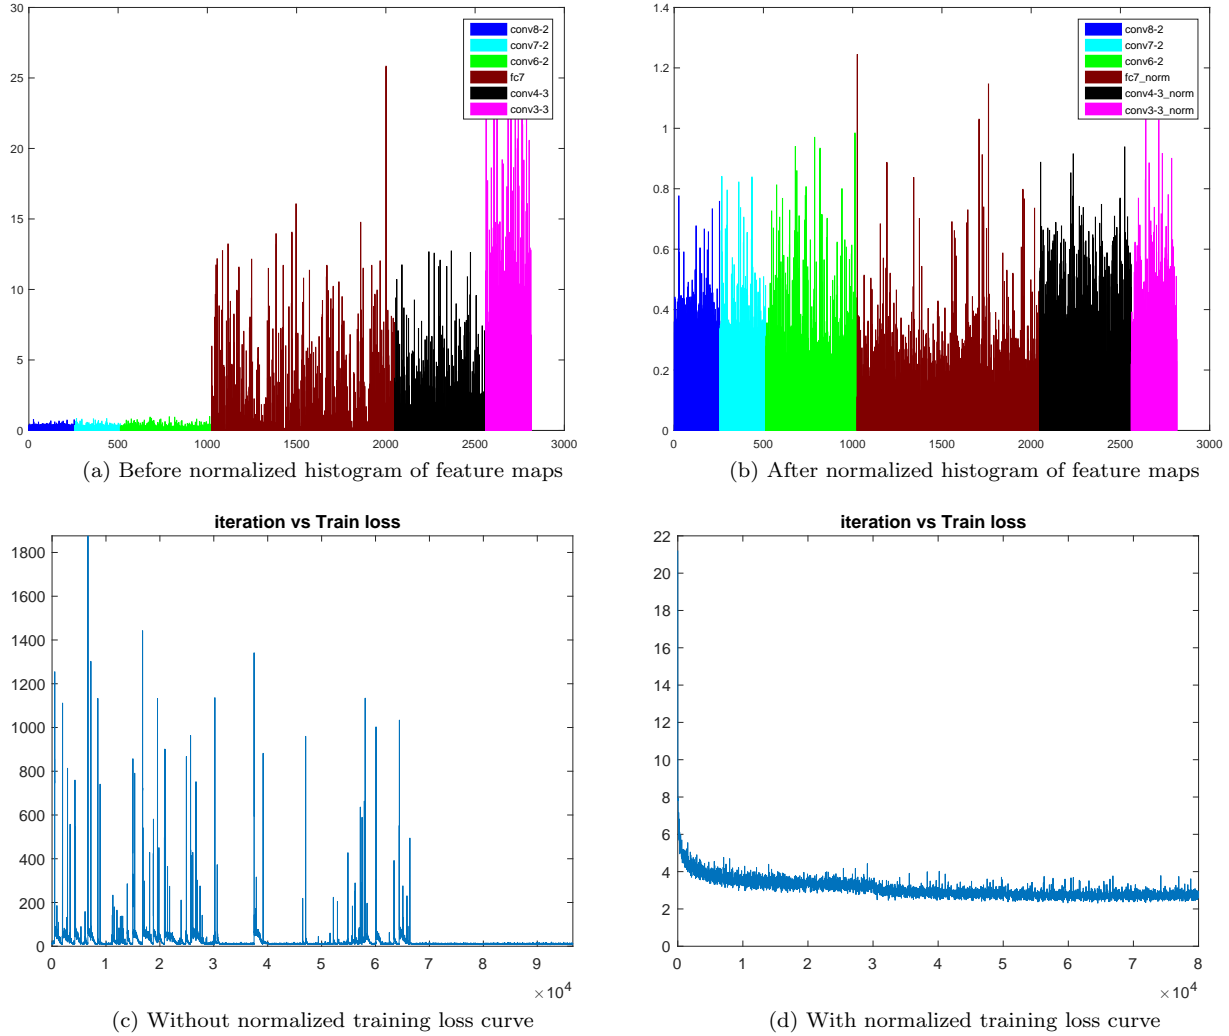 30
25
20
15
10
5
0
0 500 1000 1500 2000 2500 3000
conv8-2
conv7-2
conv6-2
fc7
conv4-3
conv3-3
(a) Before normalized histogram of feature maps
1.4
1.2
1
0.8
0.6
0.4
0.2
0
0 500 1000 1500 2000 2500 3000
conv8-2
conv7-2
conv6-2
fc7_norm
conv4-3_norm
conv3-3_norm
(b) After normalized histogram of feature maps
iteration vs Train loss
1800
1600
1400
1200
1000
800
600
400
200
0
0 1 2 3 4 5 6 7 8 9
×10⁴
(c) Without normalized training loss curve
iteration vs Train loss
22
20
18
16
14
12
10
8
6
4
2
0
0 1 2 3 4 5 6 7 8
×10⁴
(d) With normalized training loss curve